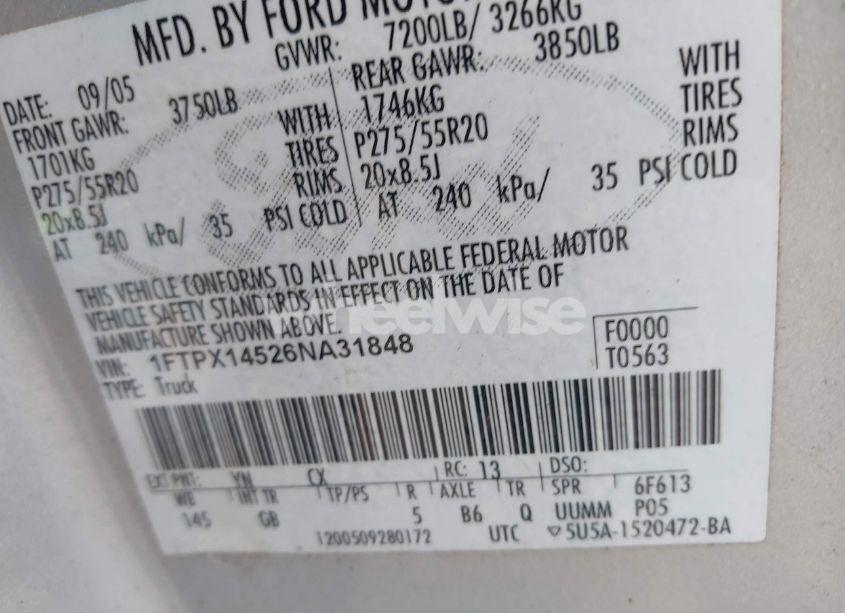 MFD. BY FORD MOTO
DATE: 09/05 GVWR: 7200LB/ 3266KG
FRONT GAWR: 3750LB REAR GAWR: 3850LB
1701KG WITH 1746KG WITH
P275/55R20 TIRES P275/55R20 TIRES
20x8.5J RIMS 20x8.5J RIMS
AT 240 kPa/ 35 PSI COLD AT 240 kPa/ 35 PSI COLD
THIS VEHICLE CONFORMS TO ALL APPLICABLE FEDERAL MOTOR
VEHICLE SAFETY STANDARDS IN EFFECT ON THE DATE OF
MANUFACTURE SHOWN ABOVE.
VIN: 1FTPX14526NA31848 F0000
TYPE: Truck T0563
EXT PNT: YN CX RC: 13 DSO:
WB INT TR TP/PS R AXLE TR SPR 6F613
145 GB 5 B6 Q UUMM P05
1200509280172 UTC ▽5U5A-1520472-BA
reelwise